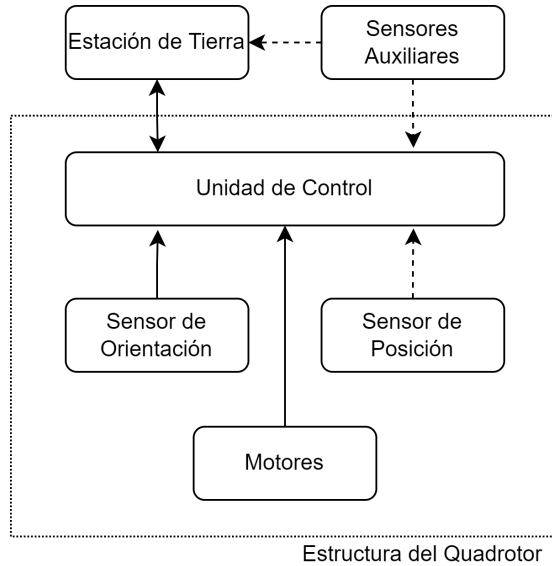 Estación de Tierra
Sensores
Auxiliares
Unidad de Control
Sensor de
Orientación
Sensor de
Posición
Motores
Estructura del Quadrotor